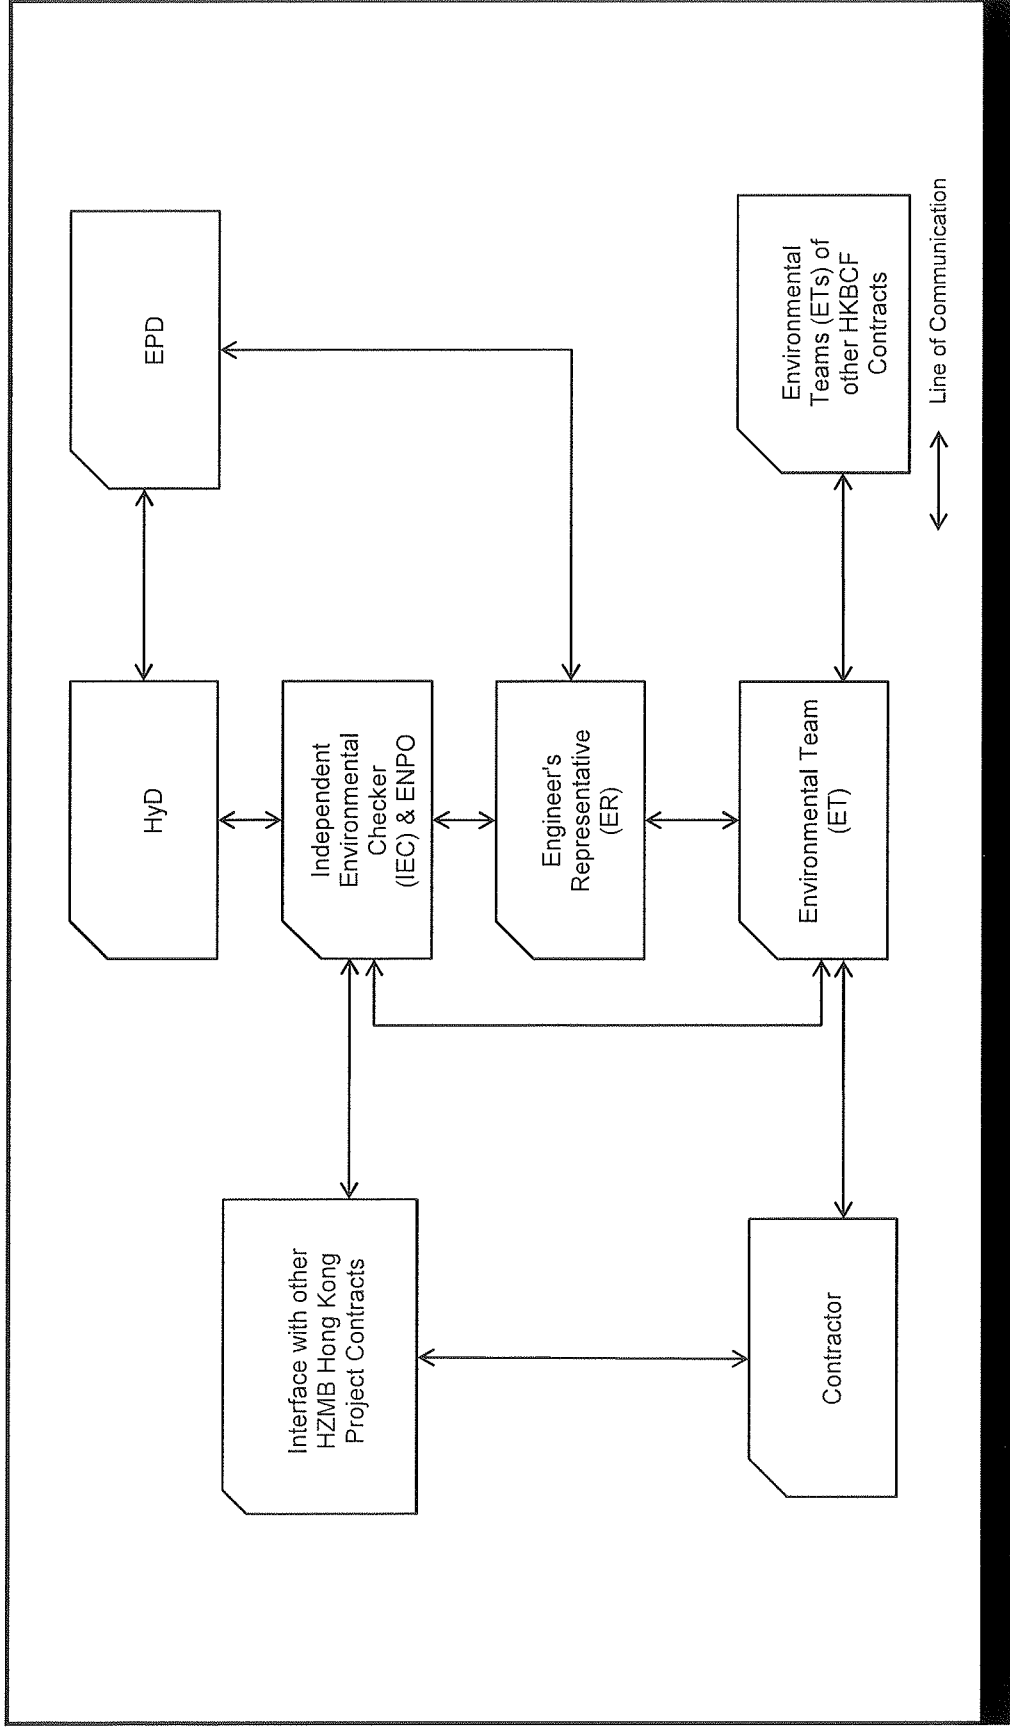 HyD
EPD
Interface with other
HZMB Hong Kong
Project Contracts
Independent
Environmental
Checker
(IEC) & ENPO
Engineer's
Representative
(ER)
Contractor
Environmental Team
(ET)
Environmental
Teams (ETs) of
other HKBCF
Contracts
Line of Communication